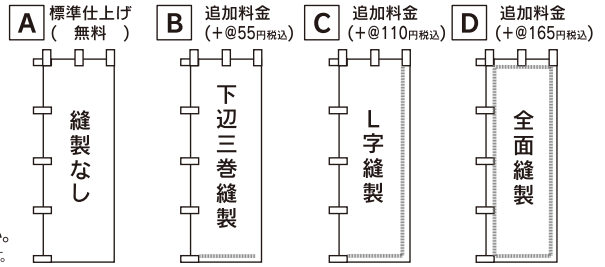 A 標準仕上げ
(無料)
縫製なし
B 追加料金
(+@55円税込)
下辺三巻縫製
C 追加料金
(+@110円税込)
L字縫製
D 追加料金
(+@165円税込)
全面縫製